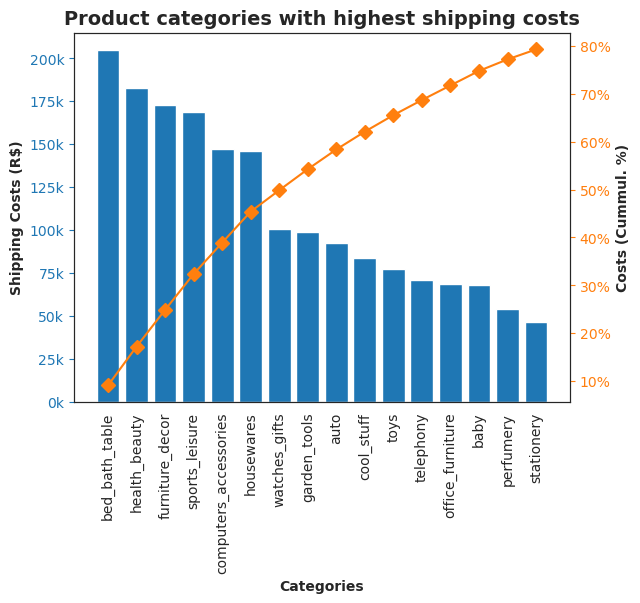 Product categories with highest shipping costs
Shipping Costs (R$)
200k
175k
150k
125k
100k
75k
50k
25k
0k
80%
70%
60%
50%
40%
30%
20%
10%
Costs (Cummul. %)
bed_bath_table
health_beauty
furniture_decor
sports_leisure
computers_accessories
housewares
watches_gifts
garden_tools
auto
cool_stuff
toys
telephony
office_furniture
baby
perfumery
stationery
Categories